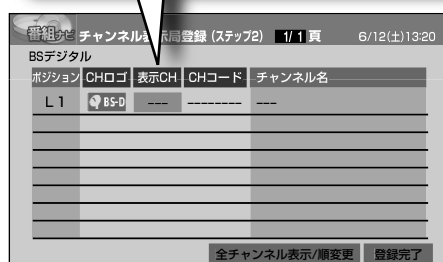 番組ナビ チャンネル表示局登録 (ステップ2) 1/ 1 頁 6/12(土)13:20
BSデジタル
ポジション CHロゴ 表示CH CHコード チャンネル名
L 1 BS-D --- -------- ---
全チャンネル表示/順変更 登録完了